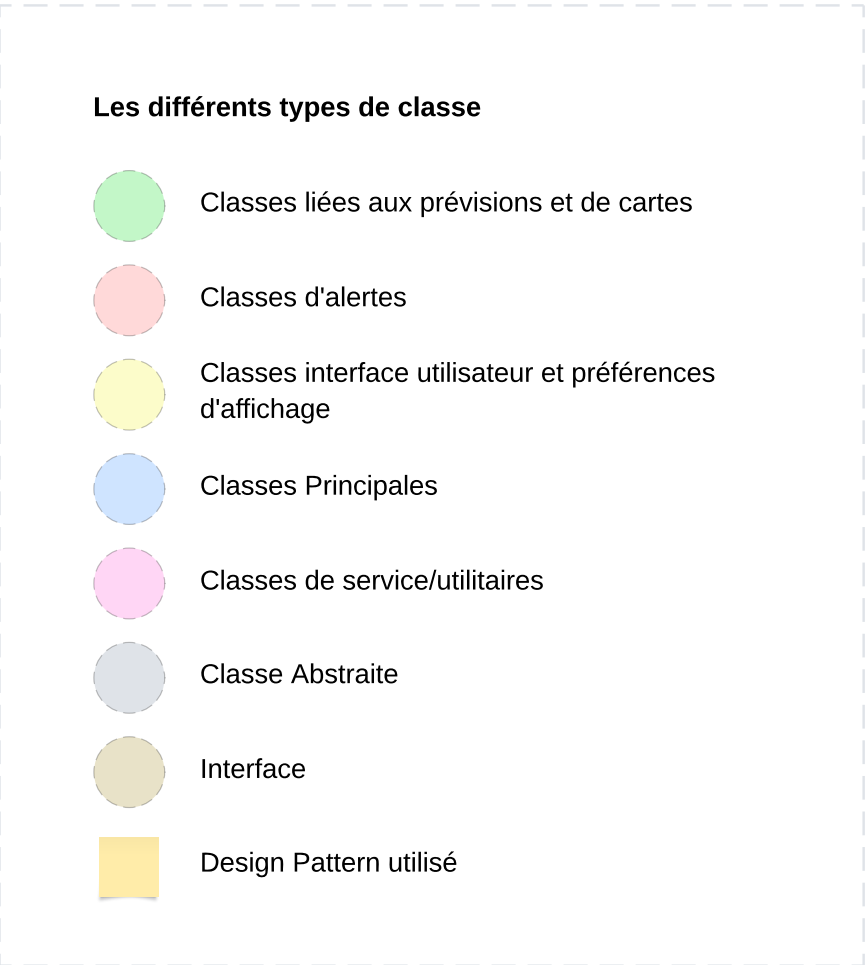 Les différents types de classe
Classes liées aux prévisions et de cartes
Classes d'alertes
Classes interface utilisateur et préférences
d'affichage
Classes Principales
Classes de service/utilitaires
Classe Abstraite
Interface
Design Pattern utilisé